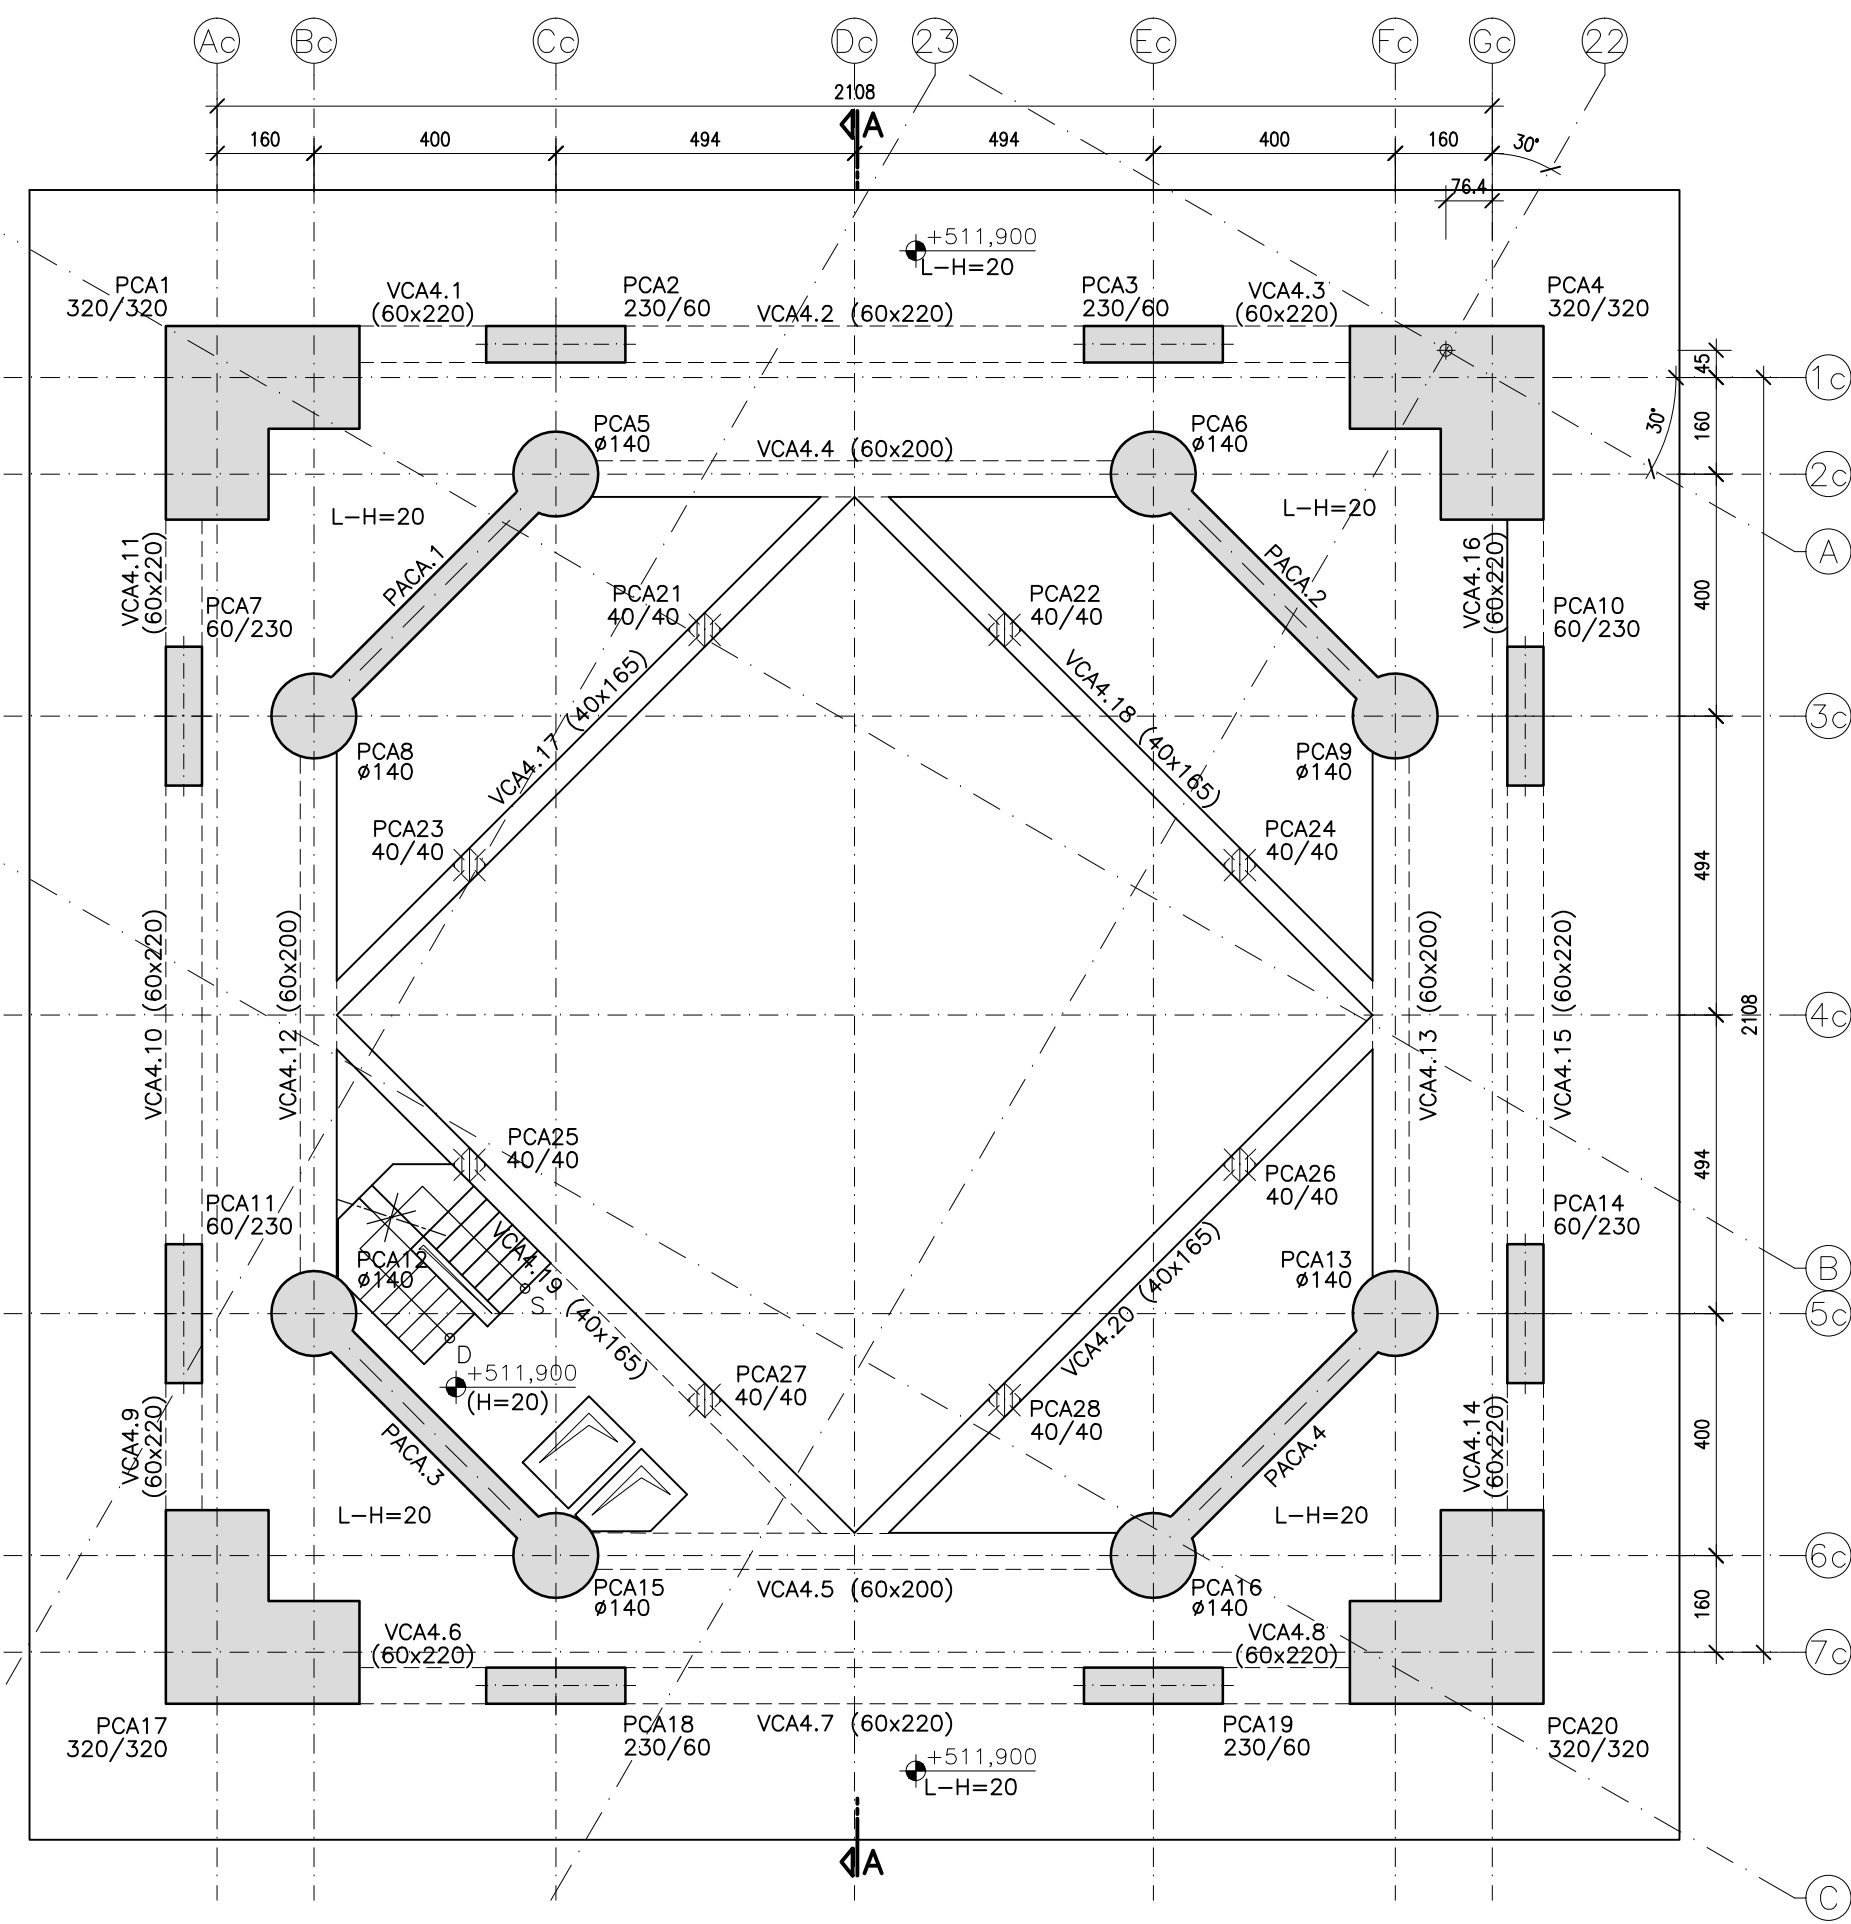 Ac Bc Cc Dc 23 Ec Fc Gc 22
2108
A
160 400 494 494 400 160 30°
76.4
+511,900
L-H=20
PCA1
320/320
VCA4.1
(60x220)
PCA2
230/60
VCA4.2 (60x220)
PCA3
230/60
VCA4.3
(60x220)
PCA4
320/320
45
1c
30°
160
PCA5
ø140
VCA4.4 (60x200)
PCA6
ø140
2c
L-H=20
L-H=20
A
VCA4.11
(60x220)
PACA.1
PACA.2
VCA4.16
(60x220)
400
PCA7
60/230
PCA21
40/40
PCA22
40/40
PCA10
60/230
VCA4.17 (40x165)
VCA4.18 (40x165)
3c
PCA8
ø140
PCA9
ø140
PCA23
40/40
PCA24
40/40
494
VCA4.10 (60x220)
VCA4.12 (60x200)
VCA4.13 (60x200)
VCA4.15 (60x220)
2108
4c
PCA25
40/40
PCA26
40/40
494
PCA11
60/230
PCA14
60/230
VCA4.19 (40x165)
VCA4.20 (40x165)
PCA12
ø140
PCA13
ø140
B
S
5c
D
+511,900
(H=20)
PCA27
40/40
PCA28
40/40
VCA4.9
(60x220)
PACA.3
PACA.4
VCA4.14
(60x220)
400
L-H=20
L-H=20
6c
PCA15
ø140
VCA4.5 (60x200)
PCA16
ø140
160
VCA4.6
(60x220)
VCA4.8
(60x220)
7c
PCA17
320/320
PCA18
230/60
VCA4.7 (60x220)
PCA19
230/60
PCA20
320/320
+511,900
L-H=20
A
C